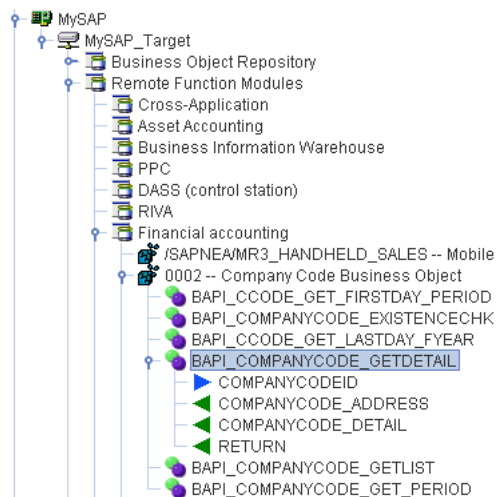 MySAP
MySAP_Target
Business Object Repository
Remote Function Modules
Cross-Application
Asset Accounting
Business Information Warehouse
PPC
DASS (control station)
RIVA
Financial accounting
/SAPNEA/MR3_HANDHELD_SALES -- Mobile
0002 -- Company Code Business Object
BAPI_CCODE_GET_FIRSTDAY_PERIOD
BAPI_COMPANYCODE_EXISTENCECHK
BAPI_CCODE_GET_LASTDAY_FYEAR
BAPI_COMPANYCODE_GETDETAIL
COMPANYCODEID
COMPANYCODE_ADDRESS
COMPANYCODE_DETAIL
RETURN
BAPI_COMPANYCODE_GETLIST
BAPI_COMPANYCODE_GET_PERIOD